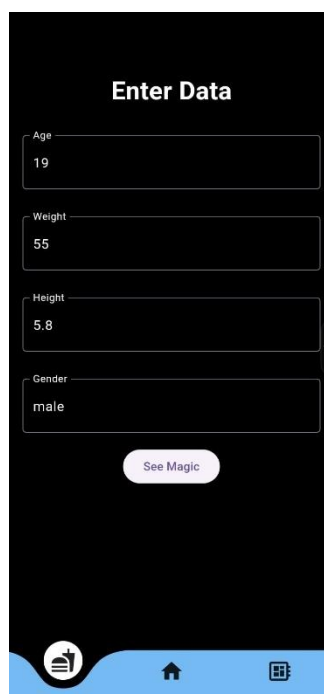 Enter Data
Age
19
Weight
55
Height
5.8
Gender
male
See Magic